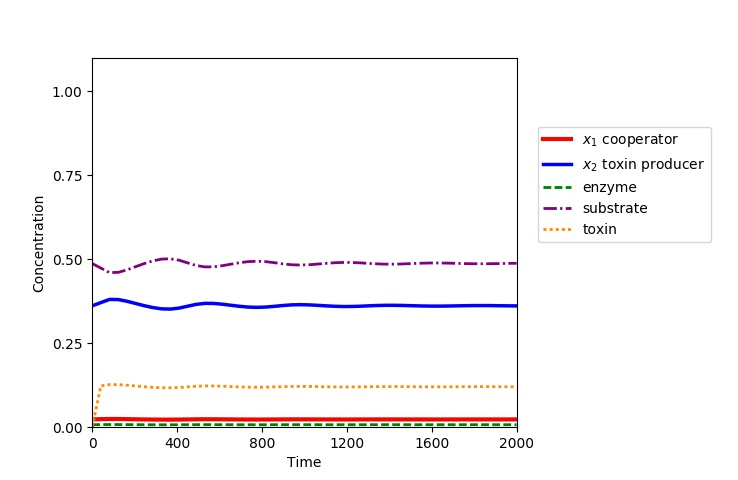 1.00
0.75
0.50
0.25
0.00
Concentration
0
400
800
1200
1600
2000
Time
x₁ cooperator
x₂ toxin producer
enzyme
substrate
toxin